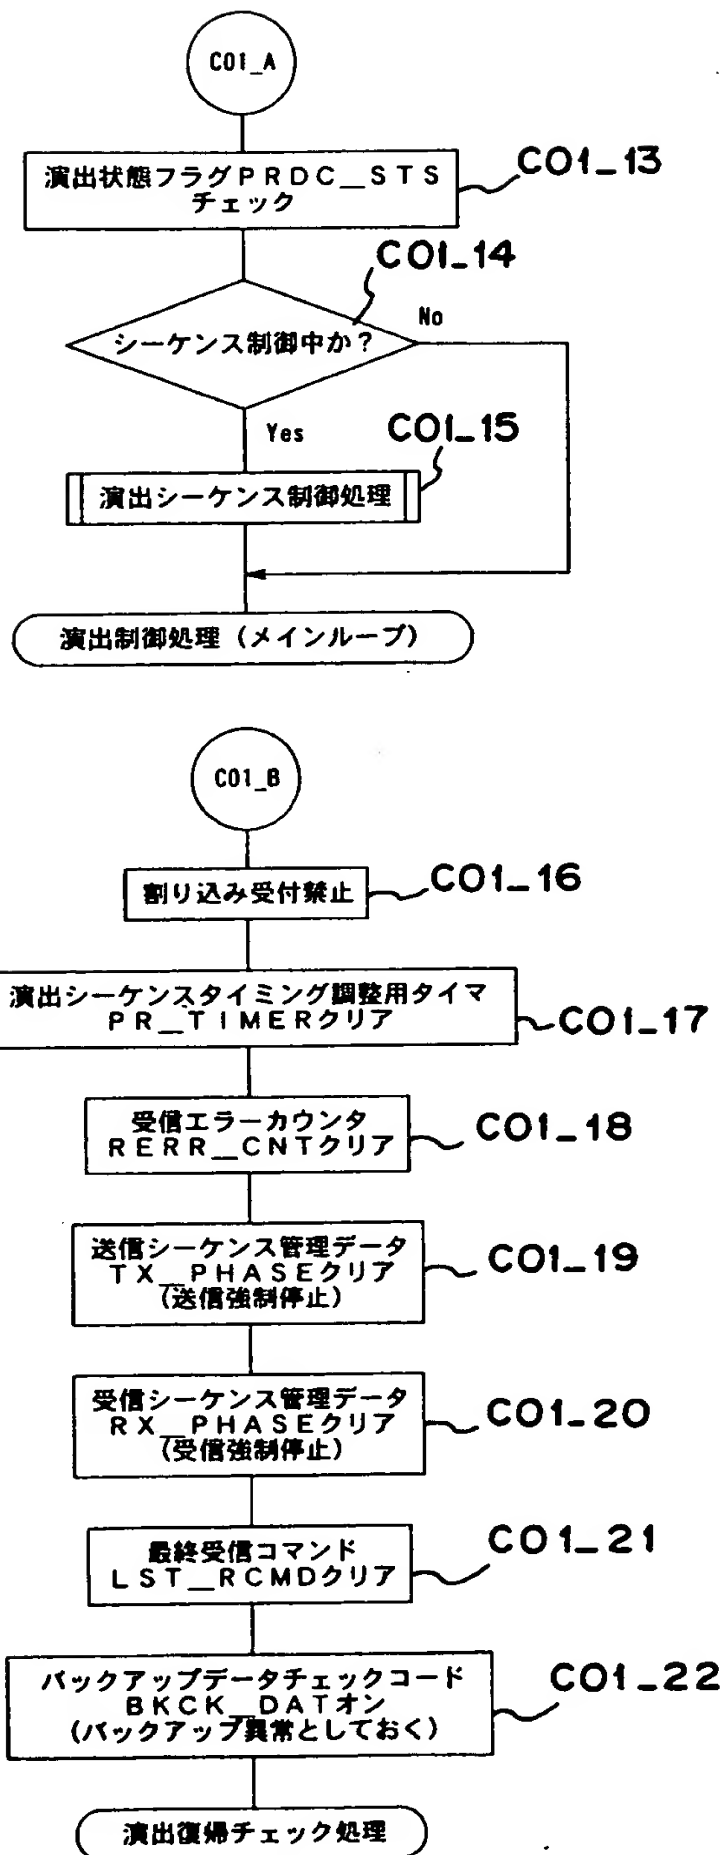 C01_A
演出状態フラグPRDC__STS
チェック
C01_13
C01_14
シーケンス制御中か?
No
Yes
C01_15
演出シーケンス制御処理
演出制御処理(メインループ)
C01_B
割り込み受付禁止
C01_16
演出シーケンスタイミング調整用タイマ
PR__TIMERクリア
C01_17
受信エラーカウンタ
RERR__CNTクリア
C01_18
送信シーケンス管理データ
TX__PHASEクリア
(送信強制停止)
C01_19
受信シーケンス管理データ
RX__PHASEクリア
(受信強制停止)
C01_20
最終受信コマンド
LST__RCMDクリア
C01_21
バックアップデータチェックコード
BKCK__DATオン
(バックアップ異常としておく)
C01_22
演出復帰チェック処理